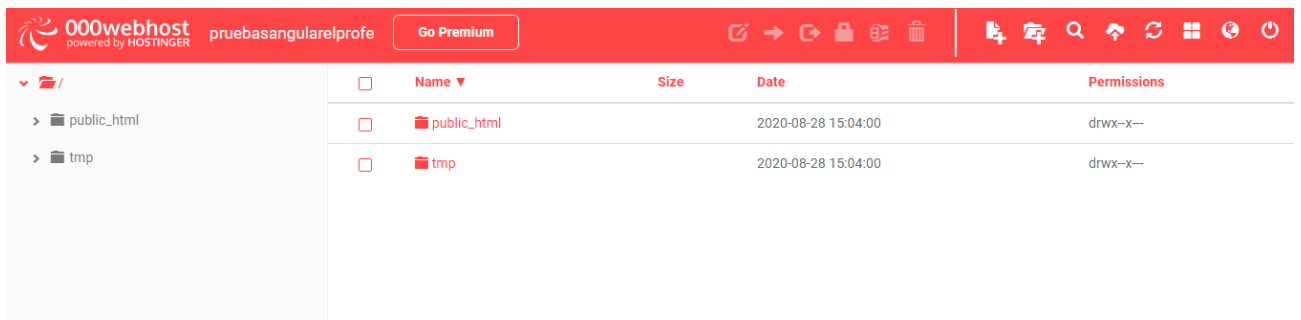 000webhost
powered by HOSTINGER
pruebasangularelprofe
Go Premium
/
public_html
tmp
Name ▼ Size Date Permissions
public_html 2020-08-28 15:04:00 drwx--x---
tmp 2020-08-28 15:04:00 drwx--x---